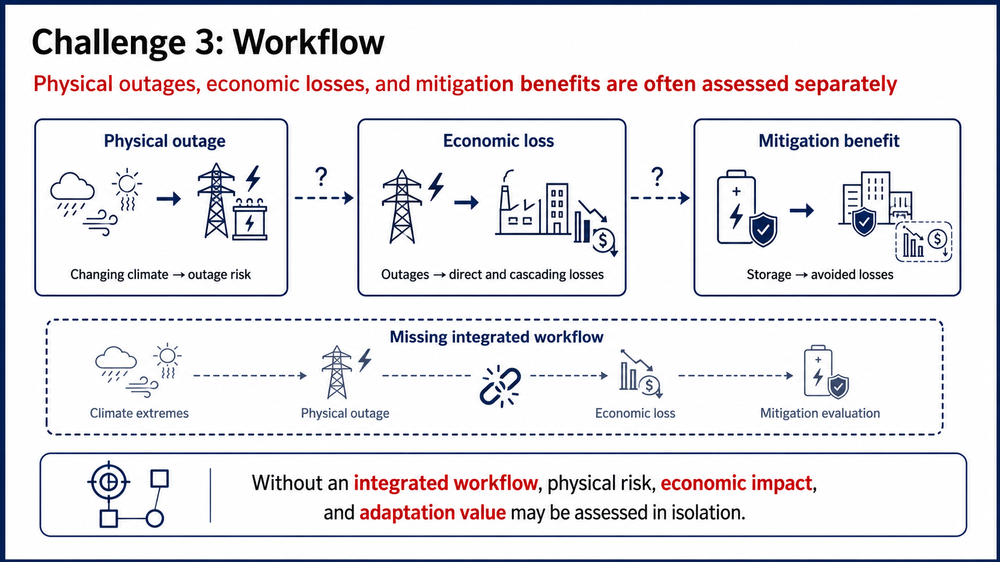 Challenge 3: Workflow
Physical outages, economic losses, and mitigation benefits are often assessed separately
Physical outage
Changing climate → outage risk
?
Economic loss
$
Outages → direct and cascading losses
?
Mitigation benefit
$
Storage → avoided losses
Missing integrated workflow
$
Climate extremes
Physical outage
Economic loss
Mitigation evaluation
Without an integrated workflow, physical risk, economic impact,
and adaptation value may be assessed in isolation.